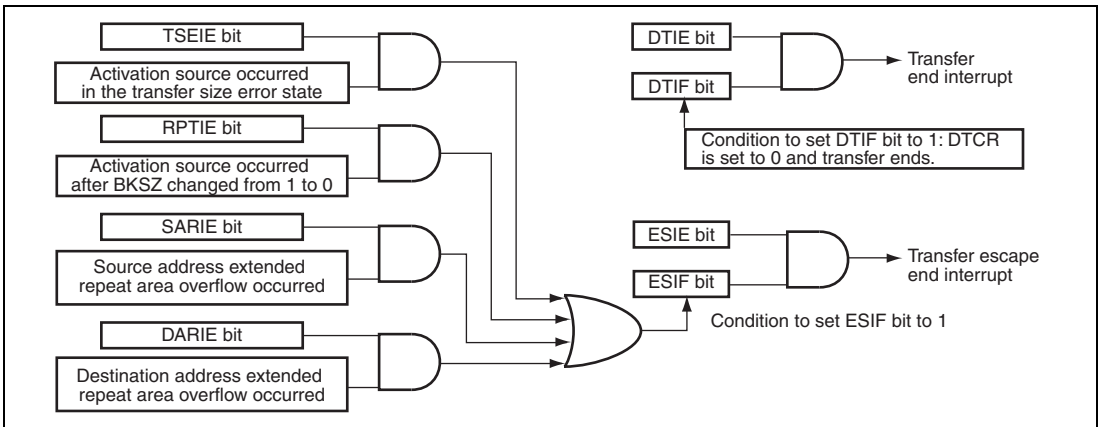 TSEIE bit
Activation source occurred
in the transfer size error state
RPTIE bit
Activation source occurred
after BKSZ changed from 1 to 0
SARIE bit
Source address extended
repeat area overflow occurred
DARIE bit
Destination address extended
repeat area overflow occurred
DTIE bit
DTIF bit
Transfer
end interrupt
Condition to set DTIF bit to 1: DTCR
is set to 0 and transfer ends.
ESIE bit
ESIF bit
Transfer escape
end interrupt
Condition to set ESIF bit to 1